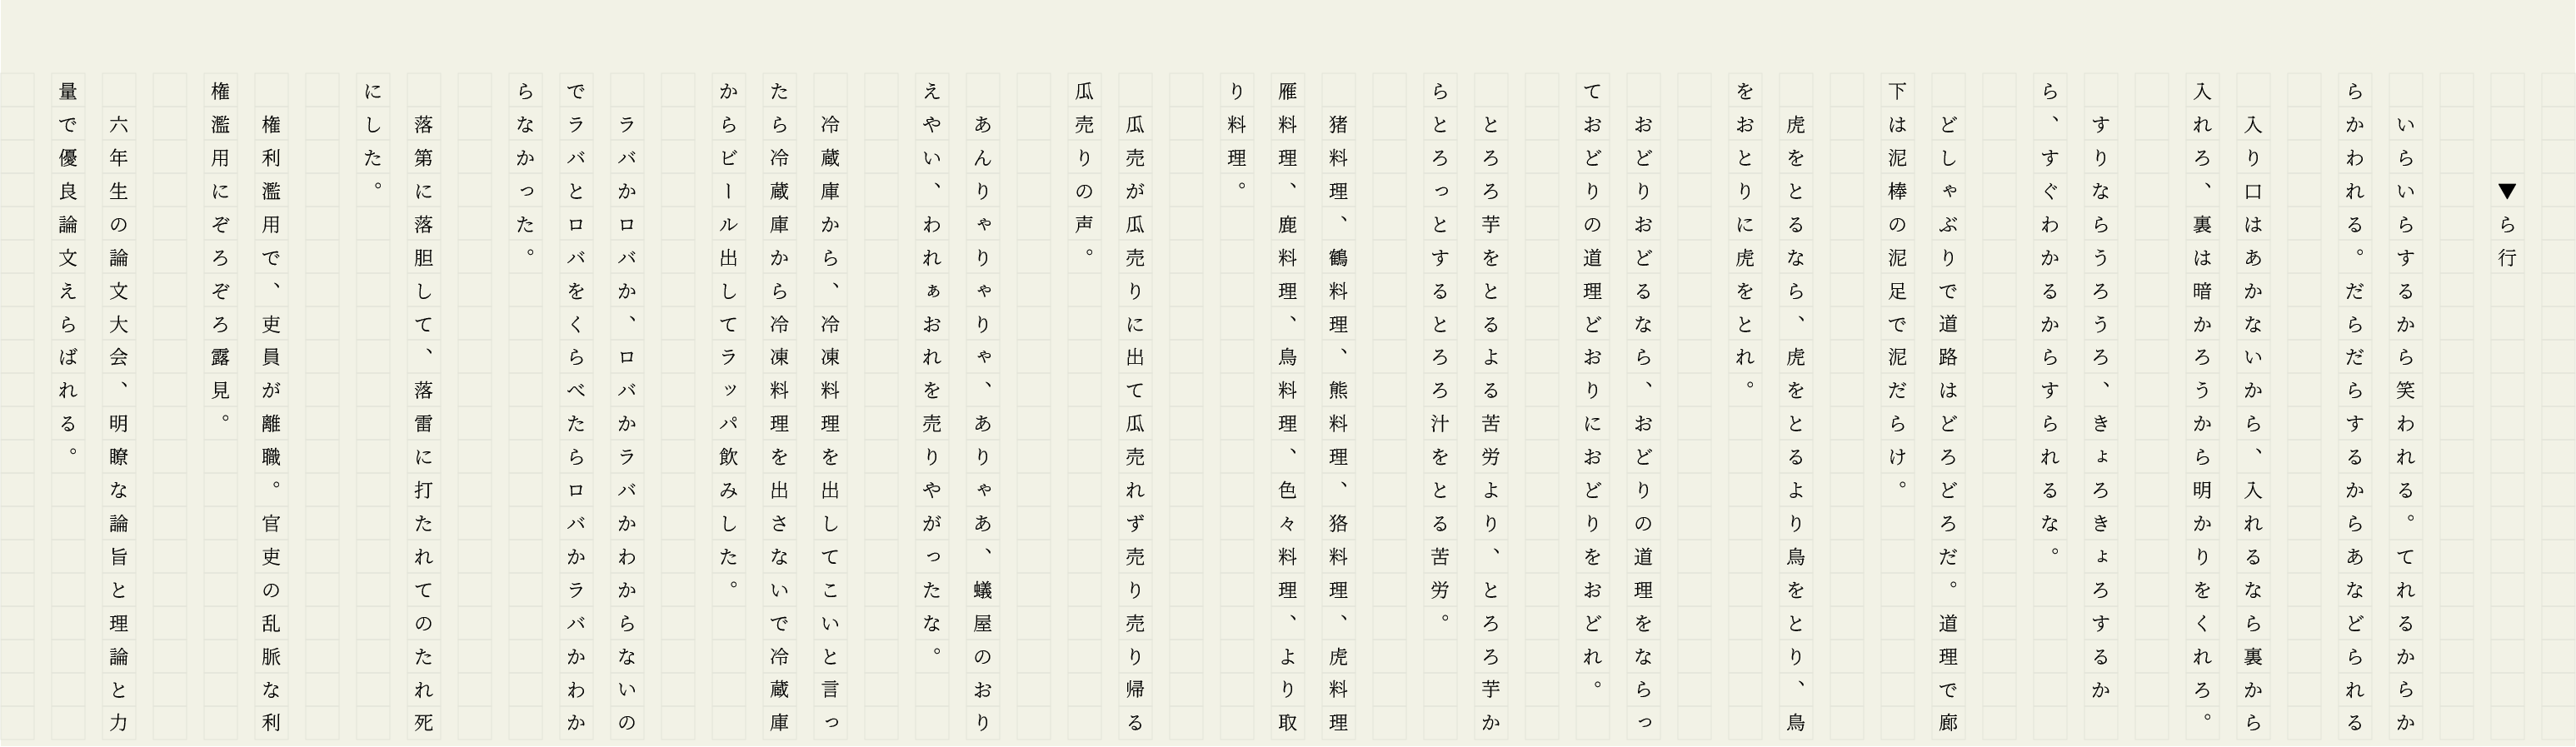 ▼ら行
いらいらするから笑われる。てれるからか
らかわれる。だらだらするからあなどられる
入り口はあかないから、入れるなら裏から
入れろ、裏は暗かろうから明かりをくれろ。
すりならうろうろ、きょろきょろするか
ら、すぐわかるからすられるな。
どしゃぶりで道路はどろどろだ。道理で廊
下は泥棒の泥足で泥だらけ。
虎をとるなら、虎をとるより鳥をとり、鳥
をおとりに虎をとれ。
おどりおどるなら、おどりの道理をならっ
ておどりの道理どおりにおどりをおどれ。
とろろ芋をとるよる苦労より、とろろ芋か
らとろっとするとろろ汁をとる苦労。
猪料理、鶴料理、熊料理、狢料理、虎料理
雁料理、鹿料理、鳥料理、色々料理、より取
り料理。
瓜売が瓜売りに出て瓜売れず売り売り帰る
瓜売りの声。
あんりゃりゃりゃ、ありゃあ、蟻屋のおり
えやい、われぁおれを売りやがったな。
冷蔵庫から、冷凍料理を出してこいと言っ
たら冷蔵庫から冷凍料理を出さないで冷蔵庫
からビール出してラッパ飲みした。
ラバかロバか、ロバかラバかわからないの
でラバとロバをくらべたらロバかラバかわか
らなかった。
落第に落胆して、落雷に打たれてのたれ死
にした。
権利濫用で、吏員が離職。官吏の乱脈な利
権濫用にぞろぞろ露見。
六年生の論文大会、明瞭な論旨と理論と力
量で優良論文えらばれる。